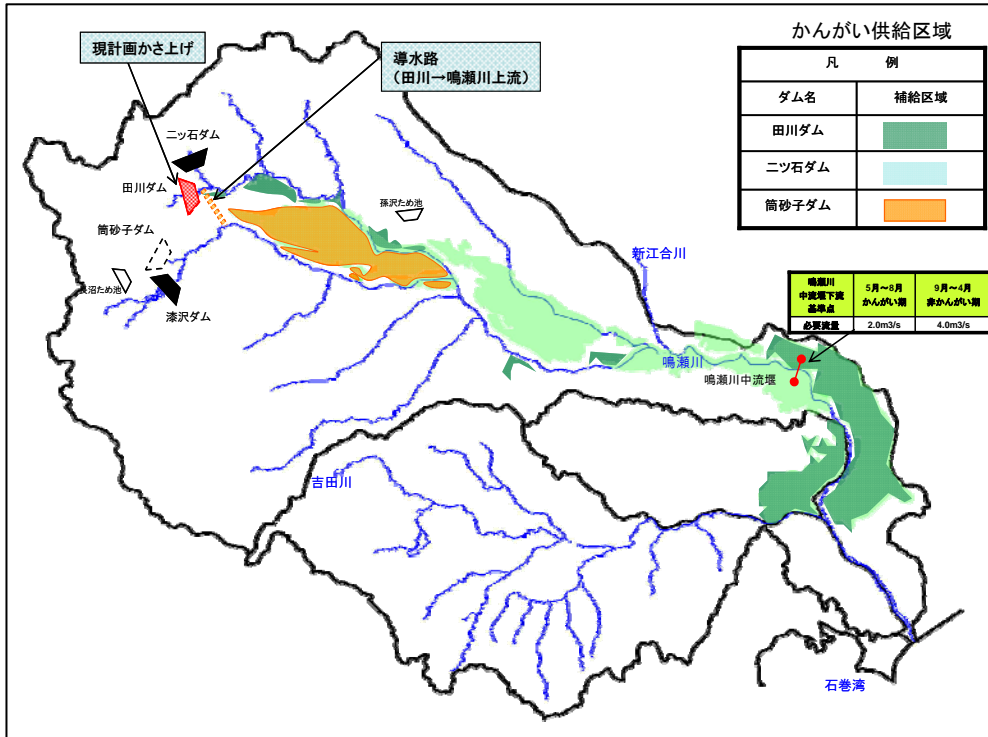 かんがい供給区域
凡 例
ダム名 補給区域
田川ダム
二ッ石ダム
筒砂子ダム
現計画かさ上げ
導水路
(田川→鳴瀬川上流)
二ッ石ダム
田川ダム
筒砂子ダム
長沼ため池
漆沢ダム
孫沢ため池
新江合川
鳴瀬川
中流堰下流
基準点
5月~8月
かんがい期
9月~4月
非かんがい期
必要流量 2.0m3/s 4.0m3/s
鳴瀬川
鳴瀬川中流堰
吉田川
石巻湾